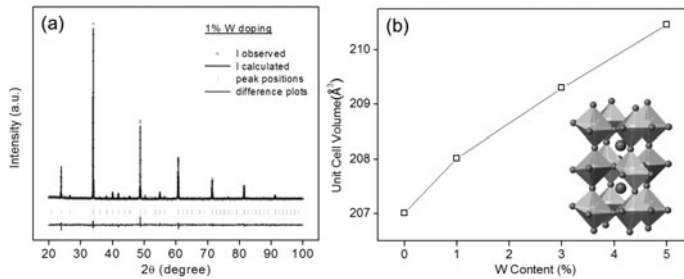 (a)
1% W doping
I observed
I calculated
peak positions
difference plots
Intensity (a.u.)
20 30 40 50 60 70 80 90 100
2θ (degree)
(b)
Unit Cell Volume(Å³)
210
209
208
207
0 1 2 3 4 5
W Content (%)